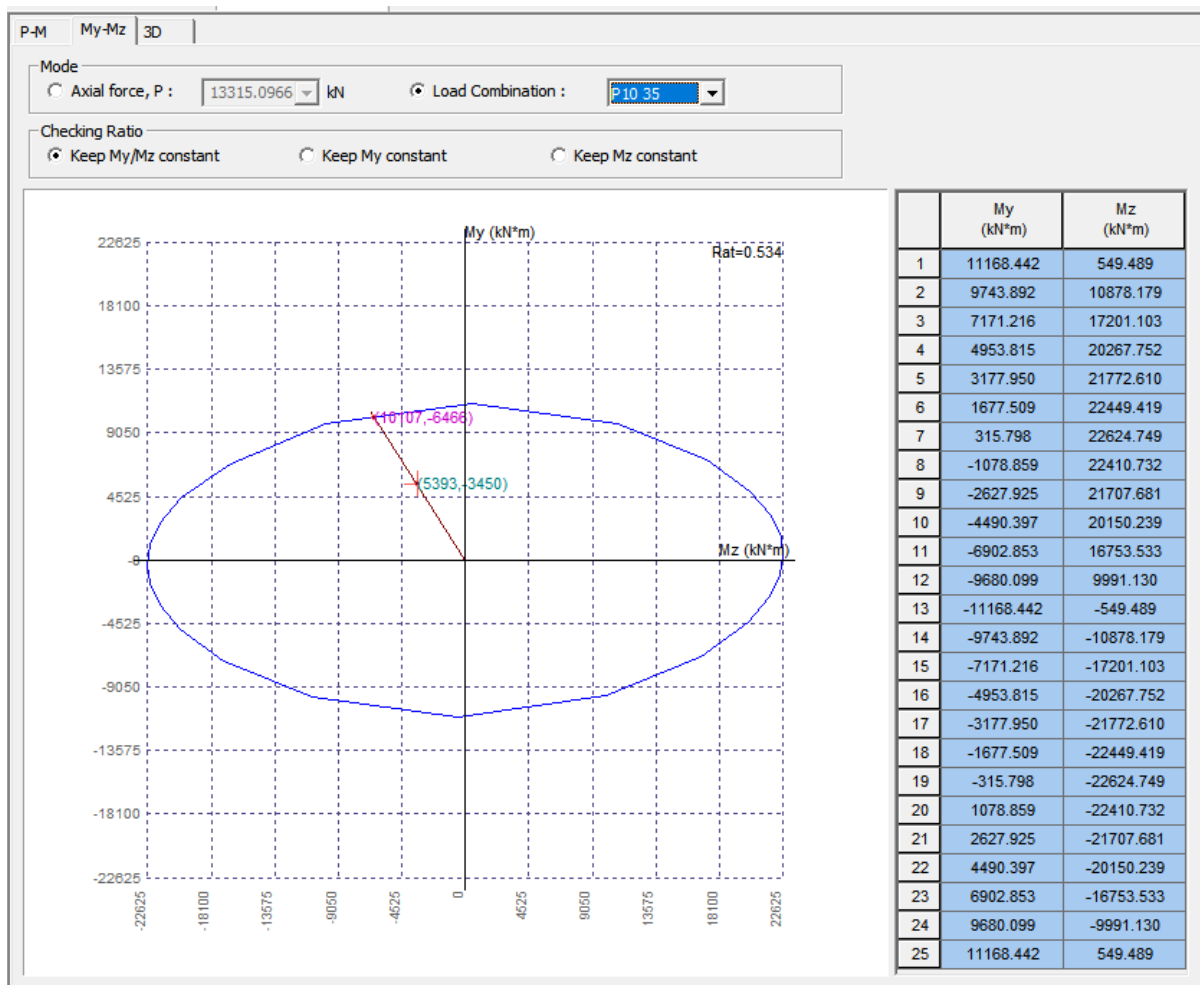 P-M My-Mz 3D
Mode
Axial force, P : 13315.0966 kN Load Combination : P10 35
Checking Ratio
Keep My/Mz constant Keep My constant Keep Mz constant
My (kN*m)
Rat=0.534
22625
18100
13575
9050
4525
-0
-4525
-9050
-13575
-18100
-22625
(10107,-6466)
(5393,-3450)
Mz (kN*m)
-22625 -18100 -13575 -9050 -4525 0 4525 9050 13575 18100 22625
My (kN*m) Mz (kN*m)
1 11168.442 549.489
2 9743.892 10878.179
3 7171.216 17201.103
4 4953.815 20267.752
5 3177.950 21772.610
6 1677.509 22449.419
7 315.798 22624.749
8 -1078.859 22410.732
9 -2627.925 21707.681
10 -4490.397 20150.239
11 -6902.853 16753.533
12 -9680.099 9991.130
13 -11168.442 -549.489
14 -9743.892 -10878.179
15 -7171.216 -17201.103
16 -4953.815 -20267.752
17 -3177.950 -21772.610
18 -1677.509 -22449.419
19 -315.798 -22624.749
20 1078.859 -22410.732
21 2627.925 -21707.681
22 4490.397 -20150.239
23 6902.853 -16753.533
24 9680.099 -9991.130
25 11168.442 549.489